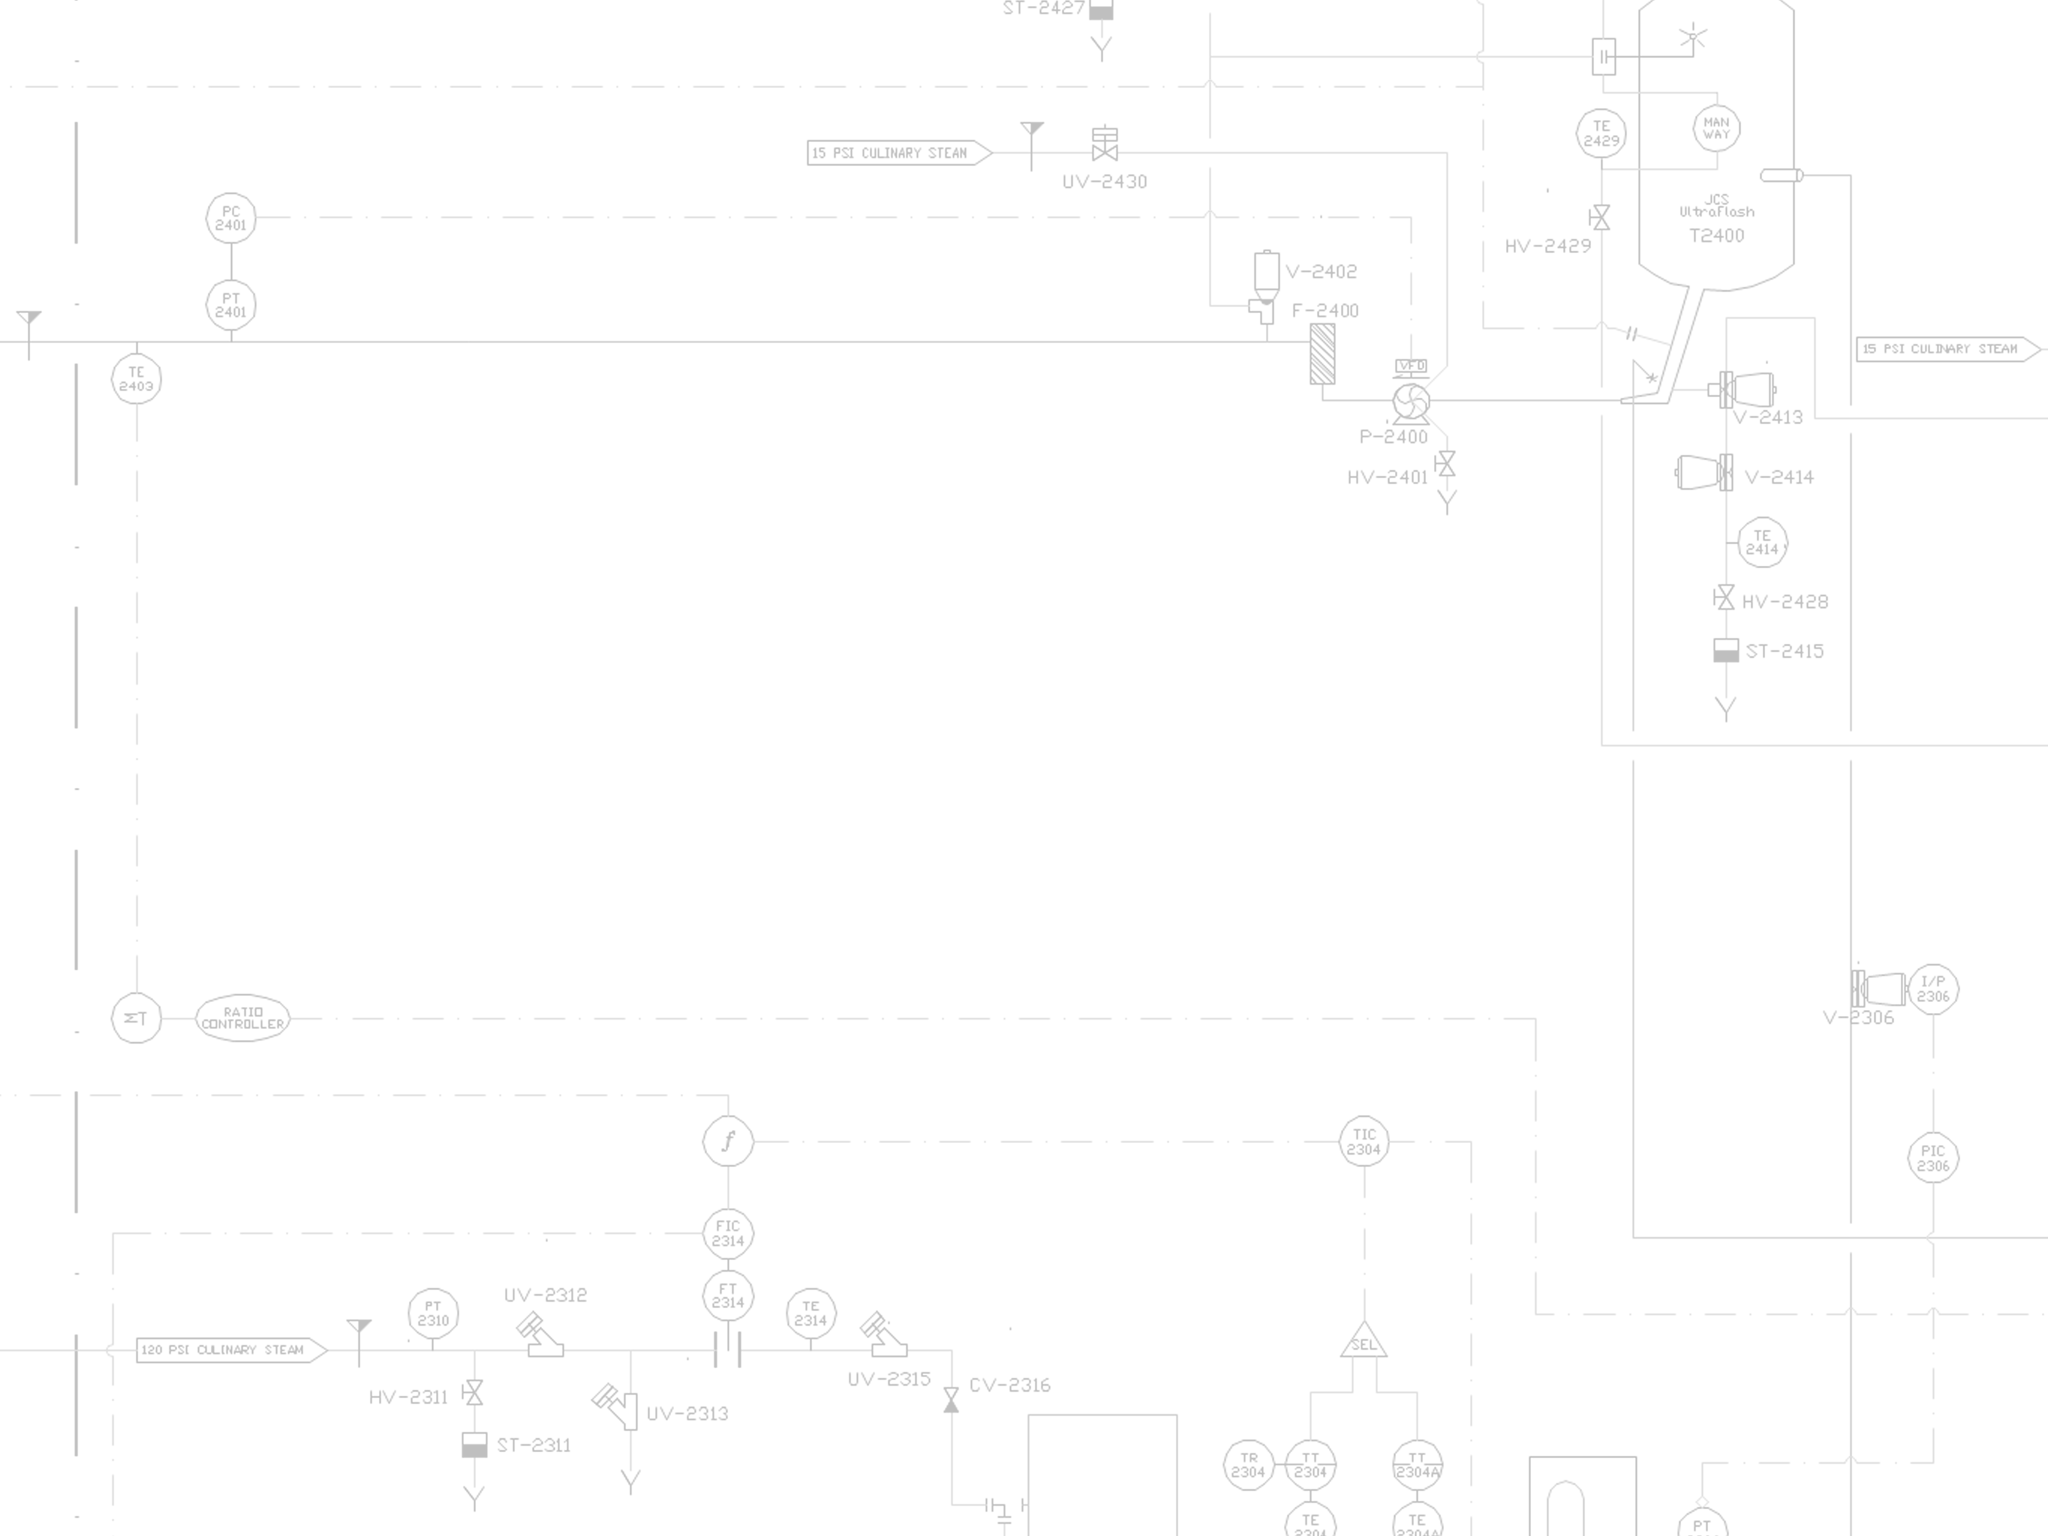 ST-2427
TE
2429
MAN
WAY
15 PSI CULINARY STEAM
UV-2430
JCS
Ultraflash
T2400
PC
2401
HV-2429
V-2402
PT
2401
F-2400
15 PSI CULINARY STEAM
VFD
TE
2403
V-2413
P-2400
HV-2401
V-2414
TE
2414
HV-2428
ST-2415
I/P
2306
V-2306
ΣT
RATIO
CONTROLLER
f
TIC
2304
PIC
2306
FIC
2314
UV-2312
FT
2314
PT
2310
TE
2314
120 PSI CULINARY STEAM
SEL
UV-2315
CV-2316
HV-2311
UV-2313
ST-2311
TR
2304
TT
2304
TT
2304A
TE
2304
TE
2304A
PT